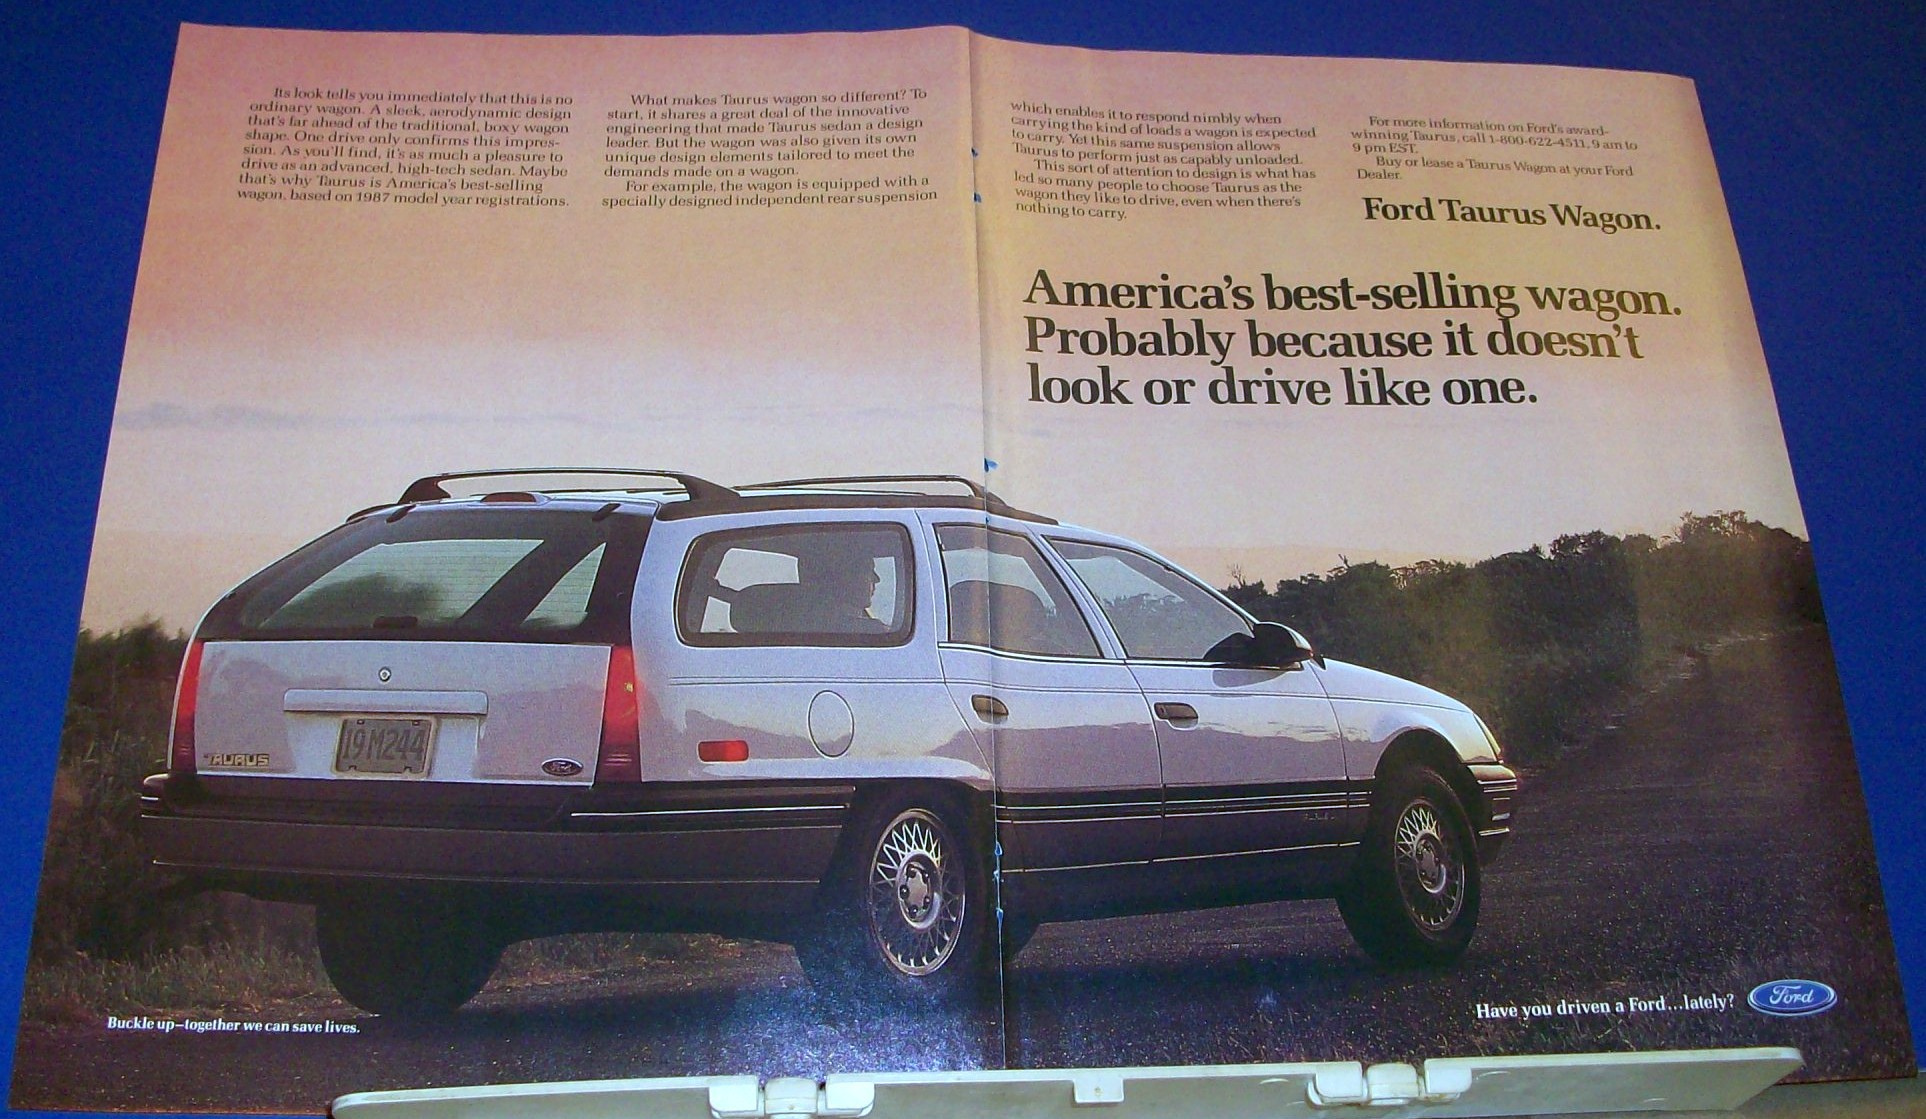 Its look tells you immediately that this is no
ordinary wagon. A sleek, aerodynamic design
that's far ahead of the traditional, boxy wagon
shape. One drive only confirms this impres-
sion. As you'll find, it's as much a pleasure to
drive as an advanced, high-tech sedan. Maybe
that's why Taurus is America's best-selling
wagon, based on 1987 model year registrations.
What makes Taurus wagon so different? To
start, it shares a great deal of the innovative
engineering that made Taurus sedan a design
leader. But the wagon was also given its own
unique design elements tailored to meet the
demands made on a wagon.
For example, the wagon is equipped with a
specially designed independent rear suspension
which enables it to respond nimbly when
carrying the kind of loads a wagon is expected
to carry. Yet this same suspension allows
Taurus to perform just as capably unloaded.
This sort of attention to design is what has
led so many people to choose Taurus as the
wagon they like to drive, even when there's
nothing to carry.
For more information on Ford's award-
winning Taurus, call 1-800-622-4511, 9 am to
9 pm EST.
Buy or lease a Taurus Wagon at your Ford
Dealer.
Ford Taurus Wagon.
America's best-selling wagon.
Probably because it doesn't
look or drive like one.
19M244
TAURUS
Ford
Buckle up–together we can save lives.
Have you driven a Ford...lately?
Ford